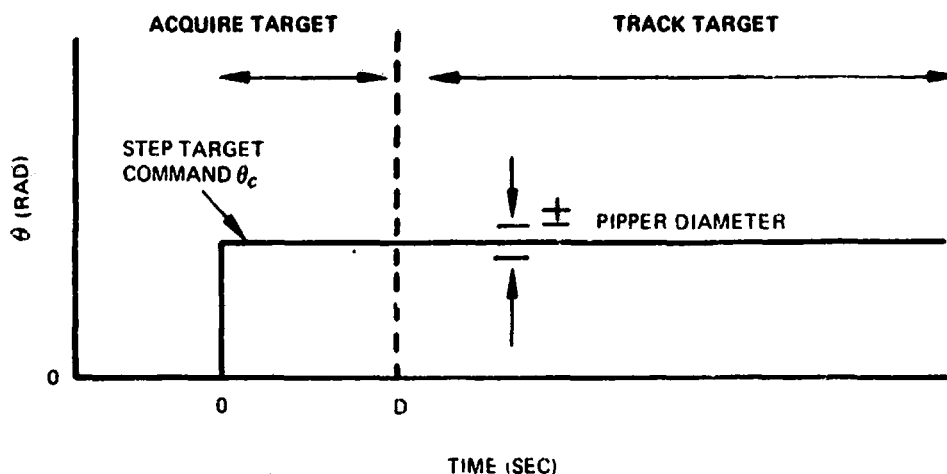 ACQUIRE TARGET
TRACK TARGET
STEP TARGET
COMMAND θc
± PIPPER DIAMETER
θ (RAD)
0
0
D
TIME (SEC)